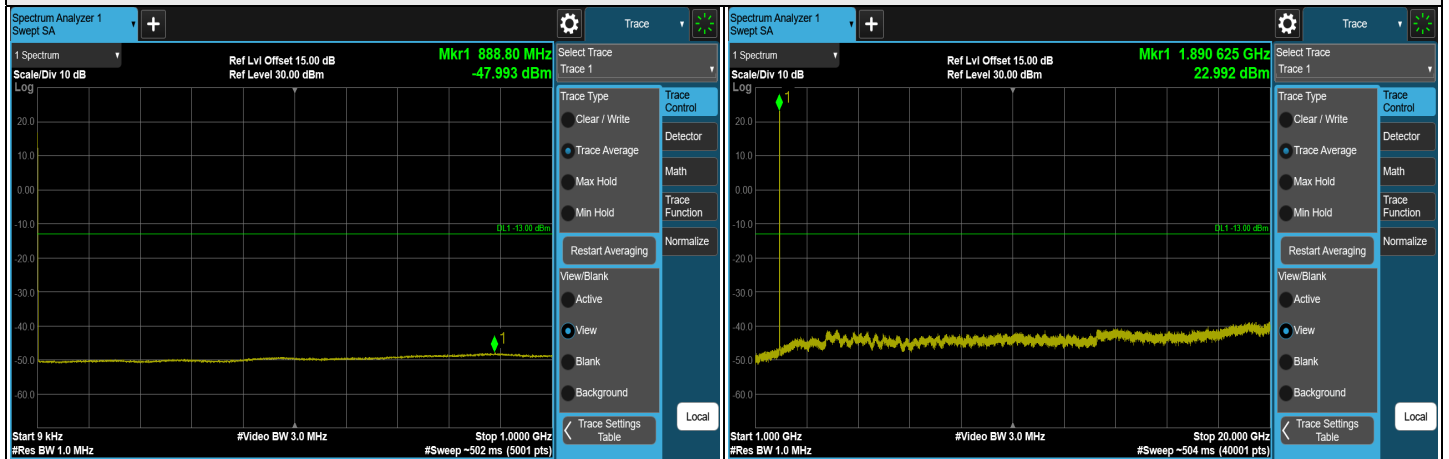 Spectrum Analyzer 1
Swept SA
+
Trace
1 Spectrum
Scale/Div 10 dB
Log
Ref Lvl Offset 15.00 dB
Ref Level 30.00 dBm
Mkr1 888.80 MHz
-47.993 dBm
20.0
10.0
0.00
-10.0
-20.0
-30.0
-40.0
-50.0
-60.0
DL1 -13.00 dBm
1
Start 9 kHz
#Res BW 1.0 MHz
#Video BW 3.0 MHz
Stop 1.0000 GHz
#Sweep ~502 ms (5001 pts)
Select Trace
Trace 1
Trace Type
Clear / Write
Trace Average
Max Hold
Min Hold
Restart Averaging
View/Blank
Active
View
Blank
Background
Trace Settings
Table
Trace
Control
Detector
Math
Trace
Function
Normalize
Local
Spectrum Analyzer 1
Swept SA
+
Trace
1 Spectrum
Scale/Div 10 dB
Log
Ref Lvl Offset 15.00 dB
Ref Level 30.00 dBm
Mkr1 1.890 625 GHz
22.992 dBm
20.0
10.0
0.00
-10.0
-20.0
-30.0
-40.0
-50.0
-60.0
DL1 -13.00 dBm
1
Start 1.000 GHz
#Res BW 1.0 MHz
#Video BW 3.0 MHz
Stop 20.000 GHz
#Sweep ~504 ms (40001 pts)
Select Trace
Trace 1
Trace Type
Clear / Write
Trace Average
Max Hold
Min Hold
Restart Averaging
View/Blank
Active
View
Blank
Background
Trace Settings
Table
Trace
Control
Detector
Math
Trace
Function
Normalize
Local